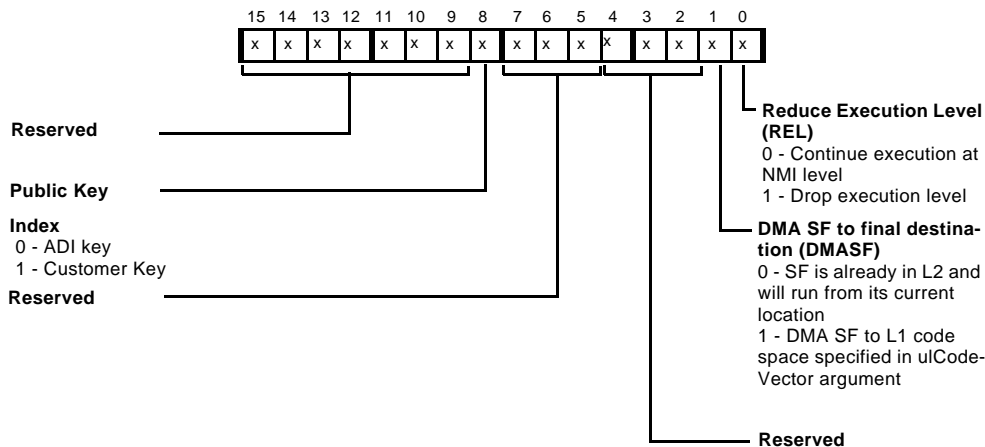 15 14 13 12 11 10 9 8 7 6 5 4 3 2 1 0
x x x x x x x x x x x x x x x x
Reserved
Public Key
Index
0 - ADI key
1 - Customer Key
Reserved
Reduce Execution Level
(REL)
0 - Continue execution at
NMI level
1 - Drop execution level
DMA SF to final destina-
tion (DMASF)
0 - SF is already in L2 and
will run from its current
location
1 - DMA SF to L1 code
space specified in ulCode-
Vector argument
Reserved